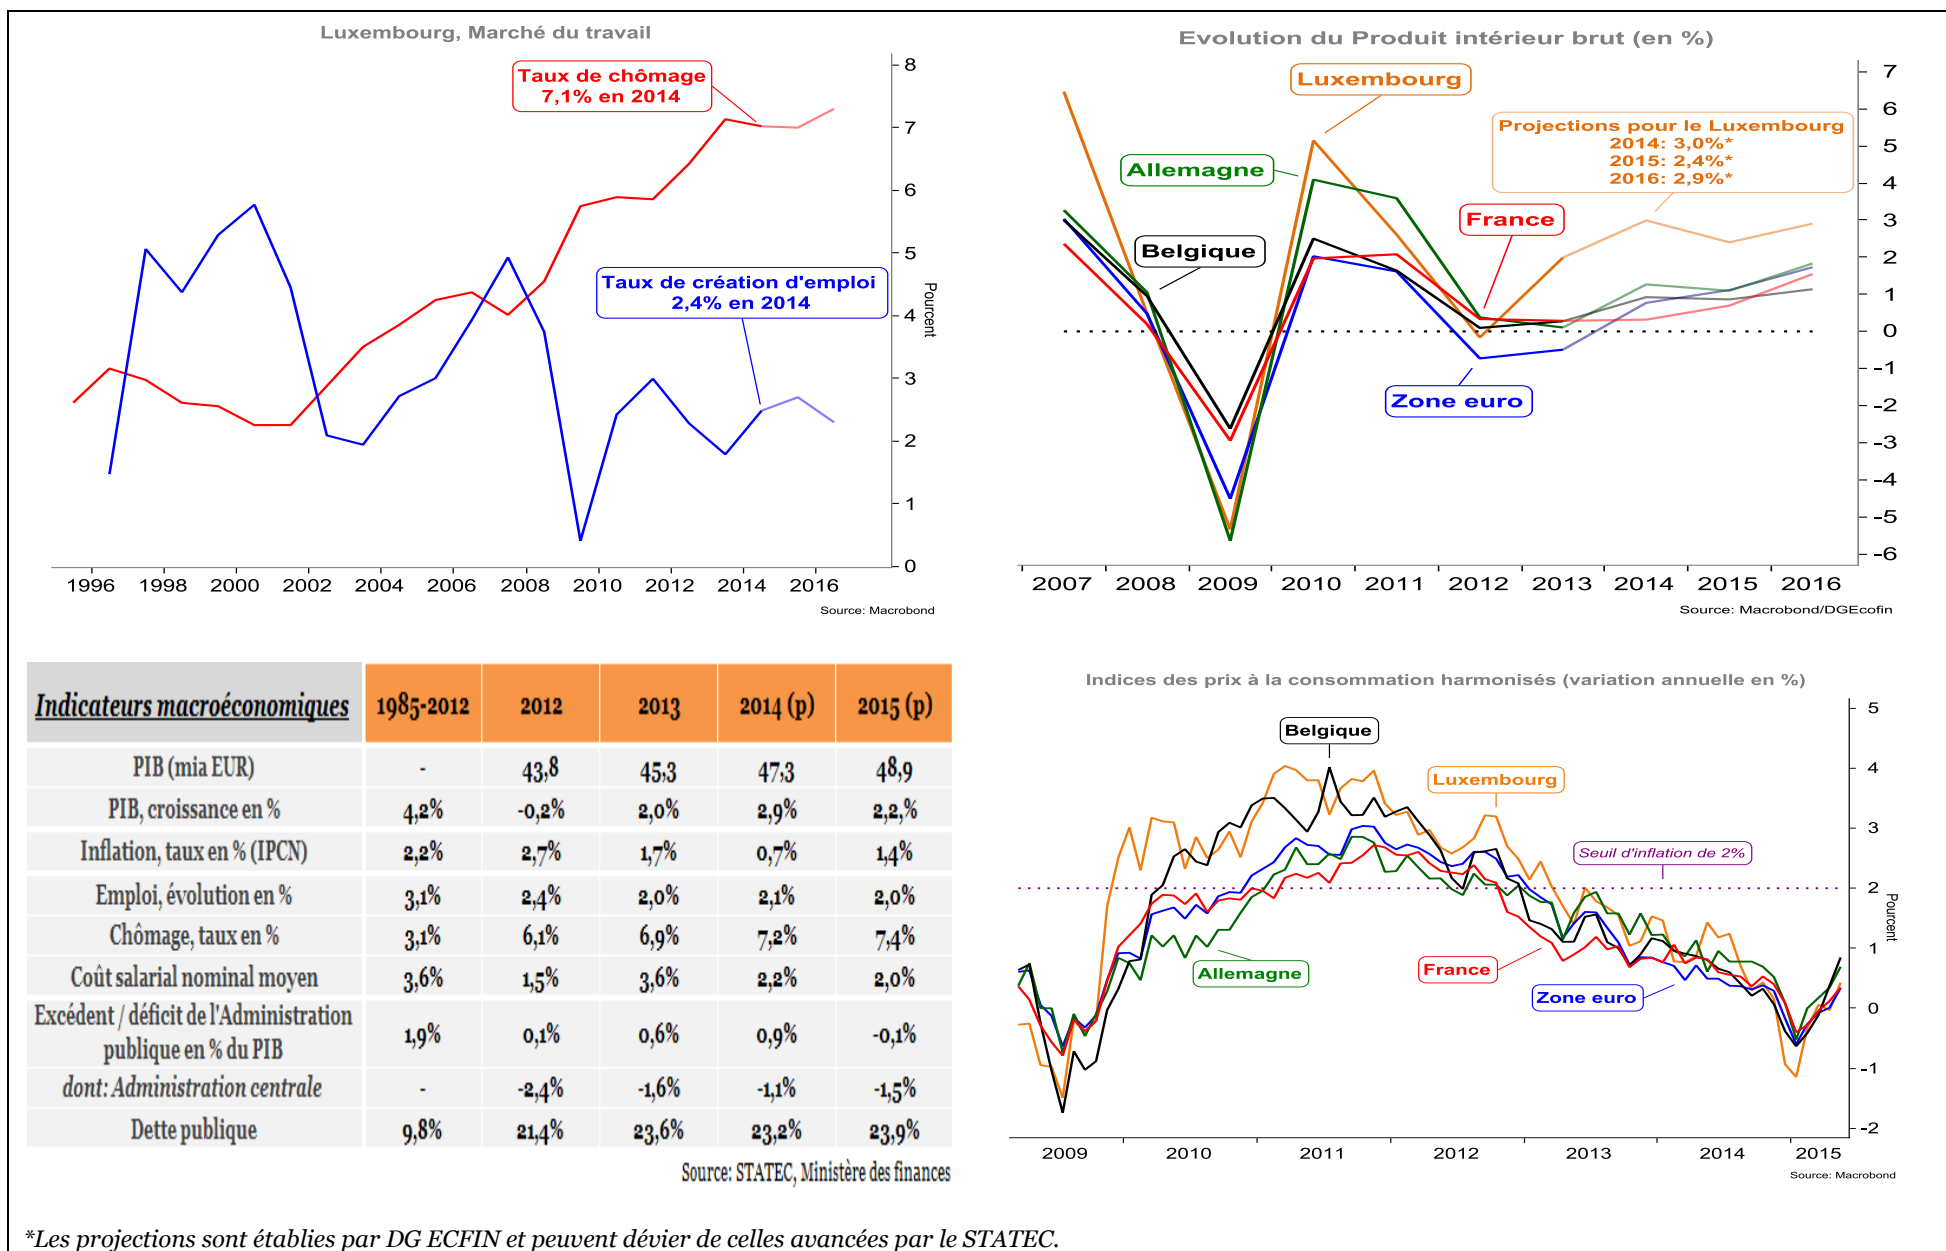 Luxembourg, Marché du travail
Taux de chômage
7,1% en 2014
Taux de création d'emploi
2,4% en 2014
8
7
6
5
4
3
2
1
0
Pourcent
1996 1998 2000 2002 2004 2006 2008 2010 2012 2014 2016
Source: Macrobond
Evolution du Produit intérieur brut (en %)
Luxembourg
Allemagne
Belgique
France
Zone euro
Projections pour le Luxembourg
2014: 3,0%*
2015: 2,4%*
2016: 2,9%*
7
6
5
4
3
2
1
0
-1
-2
-3
-4
-5
-6
2007 2008 2009 2010 2011 2012 2013 2014 2015 2016
Source: Macrobond/DGEcofin
Indicateurs macroéconomiques 1985-2012 2012 2013 2014 (p) 2015 (p)
PIB (mia EUR) - 43,8 45,3 47,3 48,9
PIB, croissance en % 4,2% -0,2% 2,0% 2,9% 2,2,%
Inflation, taux en % (IPCN) 2,2% 2,7% 1,7% 0,7% 1,4%
Emploi, évolution en % 3,1% 2,4% 2,0% 2,1% 2,0%
Chômage, taux en % 3,1% 6,1% 6,9% 7,2% 7,4%
Coût salarial nominal moyen 3,6% 1,5% 3,6% 2,2% 2,0%
Excédent / déficit de l'Administration
publique en % du PIB 1,9% 0,1% 0,6% 0,9% -0,1%
dont: Administration centrale - -2,4% -1,6% -1,1% -1,5%
Dette publique 9,8% 21,4% 23,6% 23,2% 23,9%
Source: STATEC, Ministère des finances
Indices des prix à la consommation harmonisés (variation annuelle en %)
Belgique
Luxembourg
Seuil d'inflation de 2%
Allemagne
France
Zone euro
5
4
3
2
1
0
-1
-2
Pourcent
2009 2010 2011 2012 2013 2014 2015
Source: Macrobond
*Les projections sont établies par DG ECFIN et peuvent dévier de celles avancées par le STATEC.